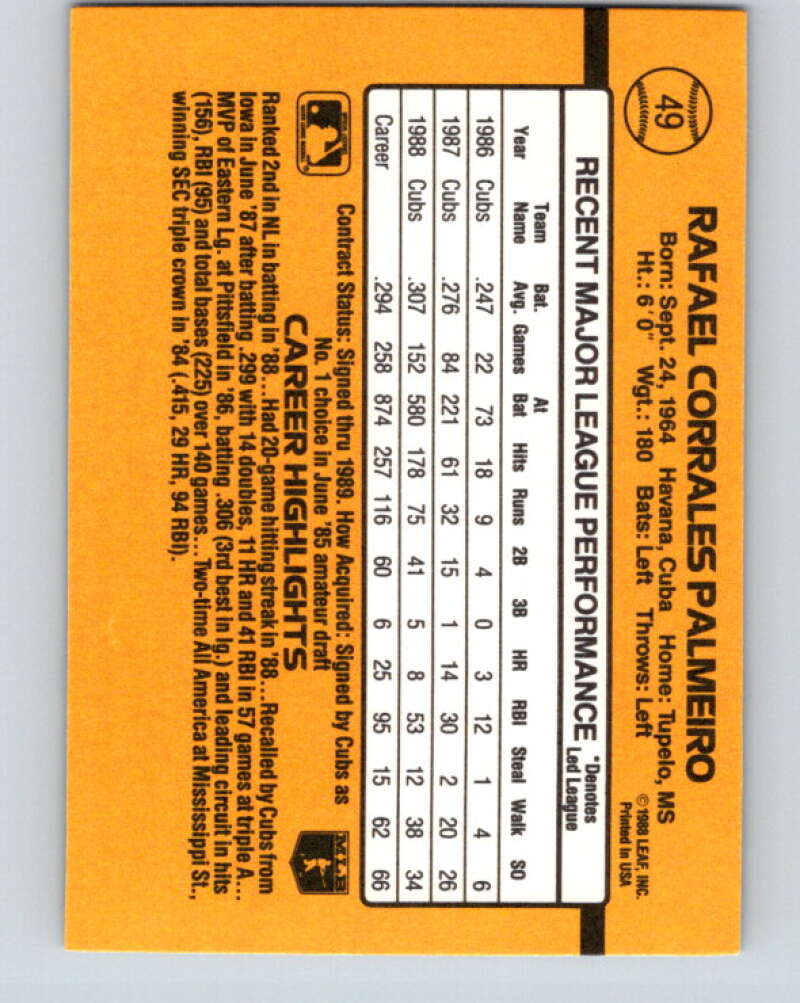 49
RAFAEL CORRALES PALMEIRO
Born: Sept. 24, 1964 Havana, Cuba Home: Tupelo, MS
Ht.: 6'0" Wgt.: 180 Bats: Left Throws: Left
©1988 LEAF, INC.
Printed in USA
RECENT MAJOR LEAGUE PERFORMANCE *Denotes Led League
Year Team Name Bat. Avg. Games At Bat Hits Runs 2B 3B HR RBI Steal Walk SO
1986 Cubs .247 22 73 18 9 4 0 3 12 1 4 6
1987 Cubs .276 84 221 61 32 15 1 14 30 2 20 26
1988 Cubs .307 152 580 178 75 41 5 8 53 12 38 34
Career .294 258 874 257 116 60 6 25 95 15 62 66
Contract Status: Signed thru 1989. How Acquired: Signed by Cubs as
No. 1 choice in June '85 amateur draft
MLB
CAREER HIGHLIGHTS
Ranked 2nd in NL in batting in '88...Had 20-game hitting streak in '88...Recalled by Cubs from
Iowa in June '87 after batting .299 with 14 doubles, 11 HR and 41 RBI in 57 games at triple A...
MVP of Eastern Lg. at Pittsfield in '86, batting .306 (3rd best in lg.) and leading circuit in hits
(156), RBI (95) and total bases (225) over 140 games... Two-time All America at Mississippi St.,
winning SEC triple crown in '84 (.415, 29 HR, 94 RBI).